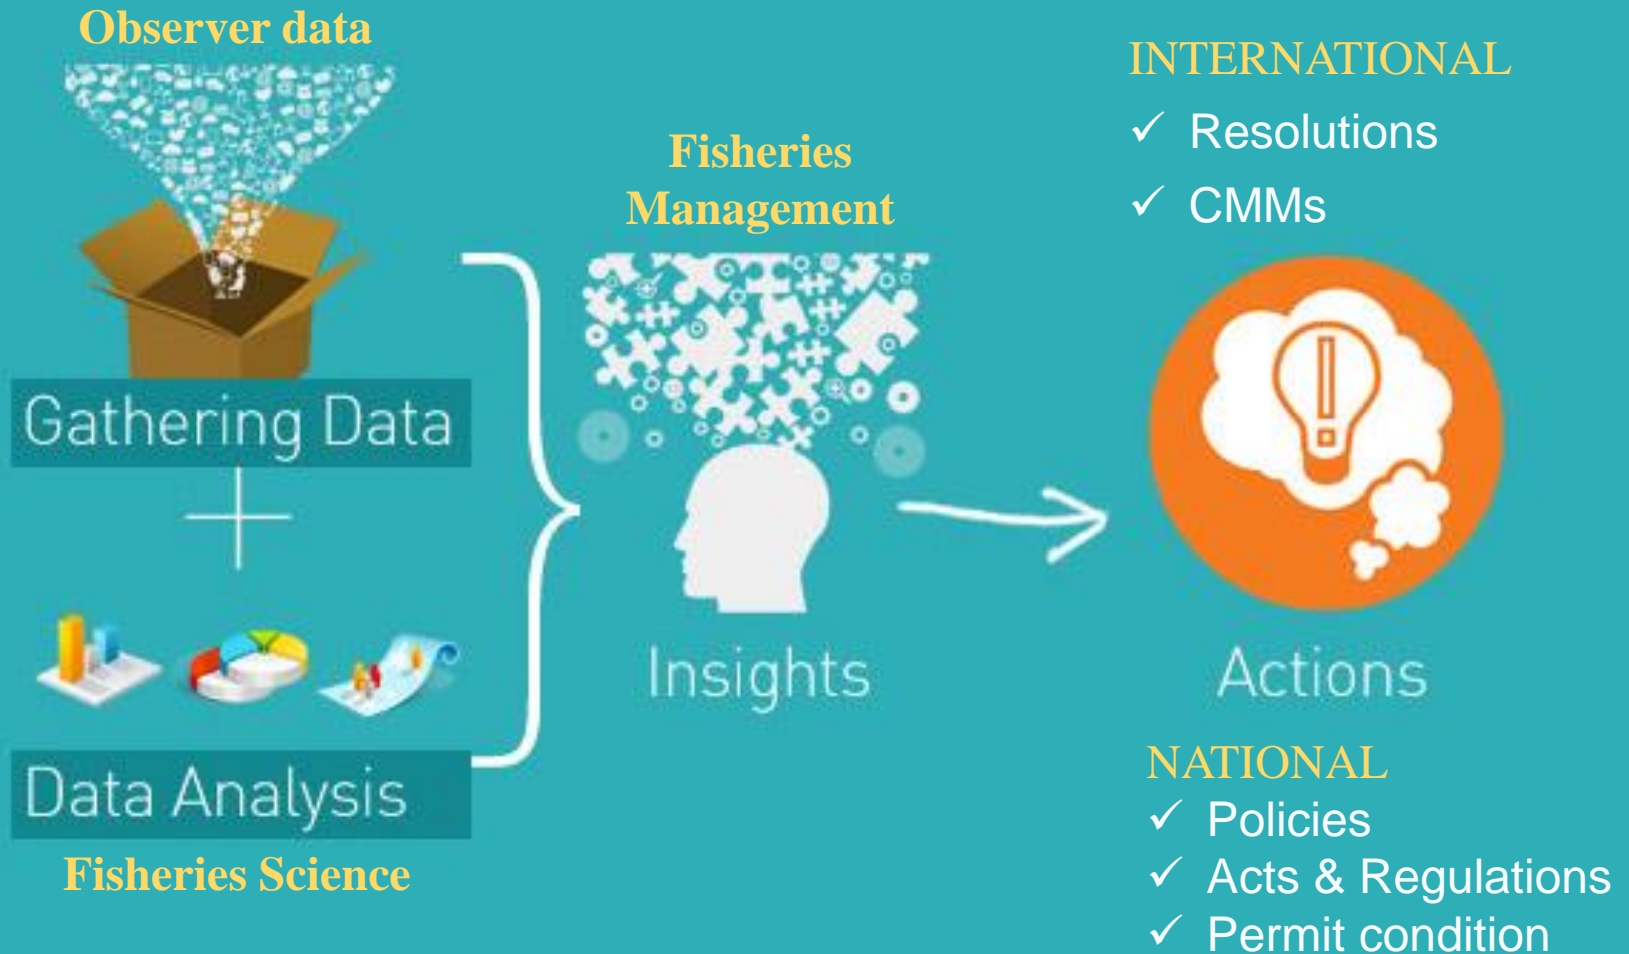 Observer data
Gathering Data
Data Analysis
Fisheries Science
Fisheries
Management
Insights
INTERNATIONAL
✓ Resolutions
✓ CMMs
Actions
NATIONAL
✓ Policies
✓ Acts & Regulations
✓ Permit condition